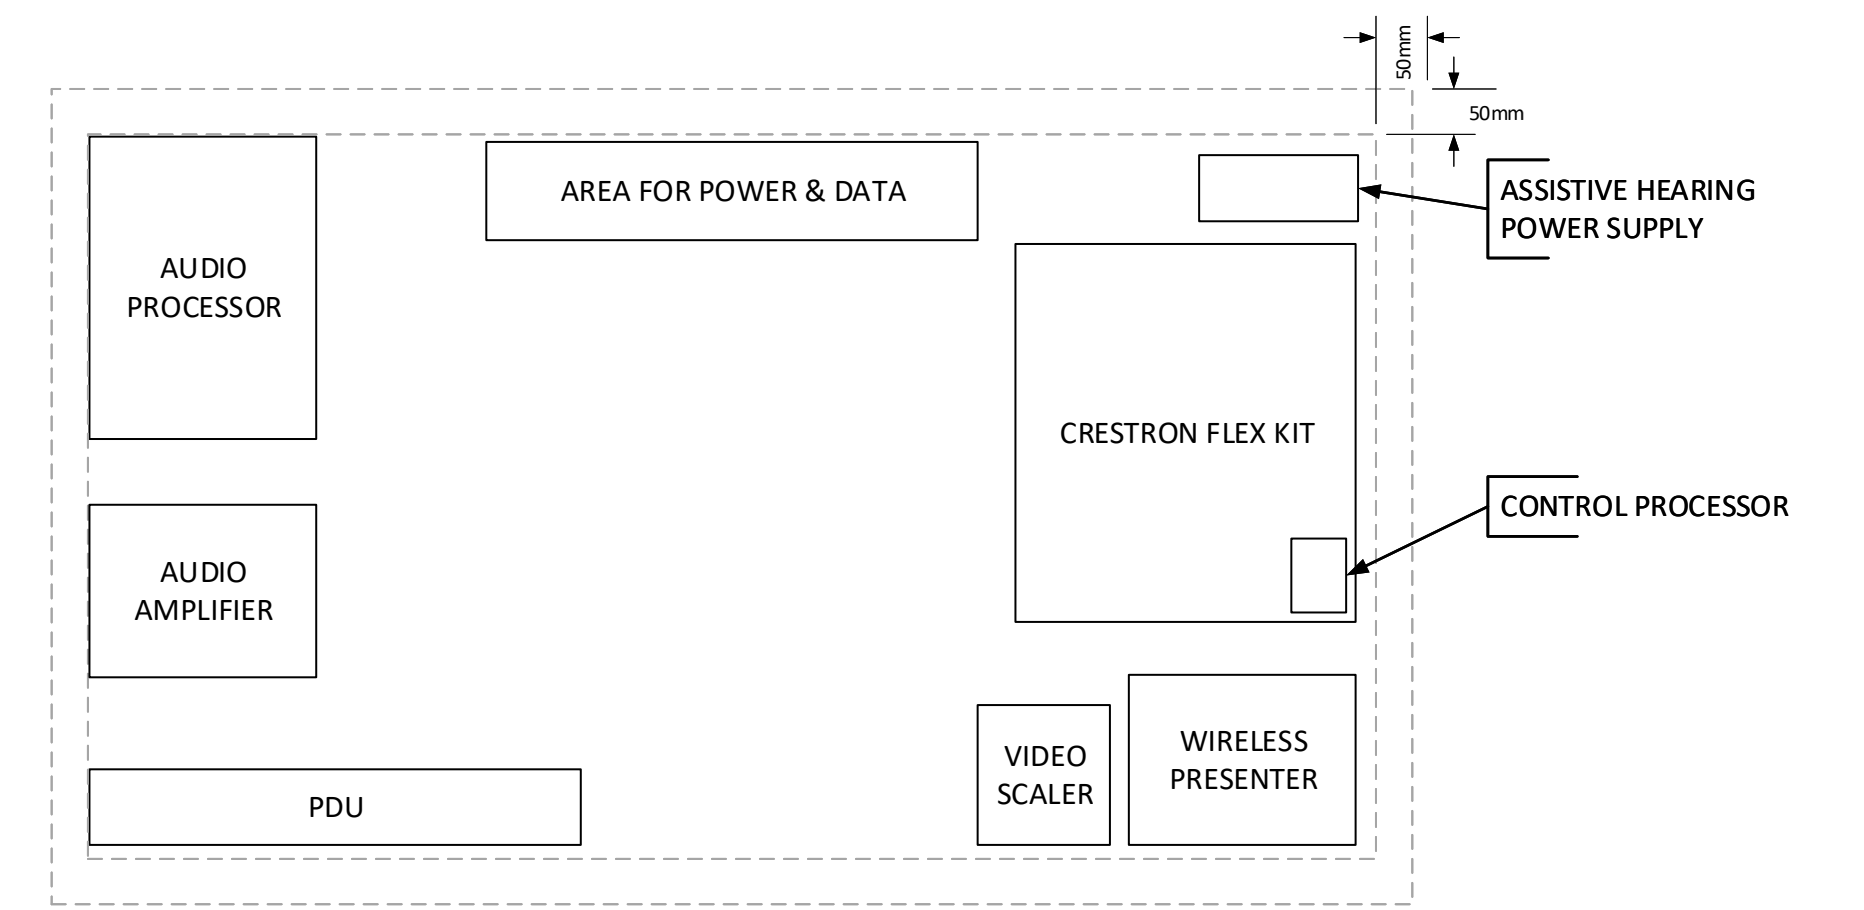 50mm
50mm
AREA FOR POWER & DATA
ASSISTIVE HEARING
POWER SUPPLY
AUDIO
PROCESSOR
CRESTRON FLEX KIT
CONTROL PROCESSOR
AUDIO
AMPLIFIER
VIDEO
SCALER
WIRELESS
PRESENTER
PDU